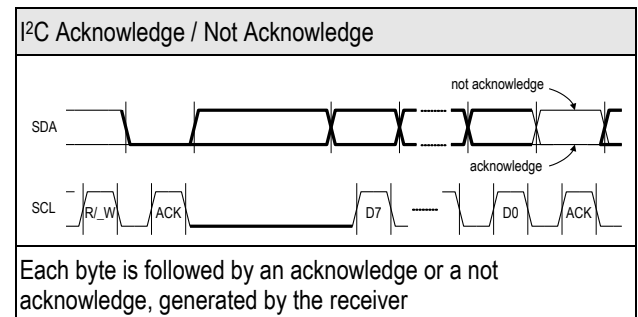 I²C Acknowledge / Not Acknowledge
not acknowledge
SDA
acknowledge
SCL R/_W ACK D7 D0 ACK
Each byte is followed by an acknowledge or a not
acknowledge, generated by the receiver